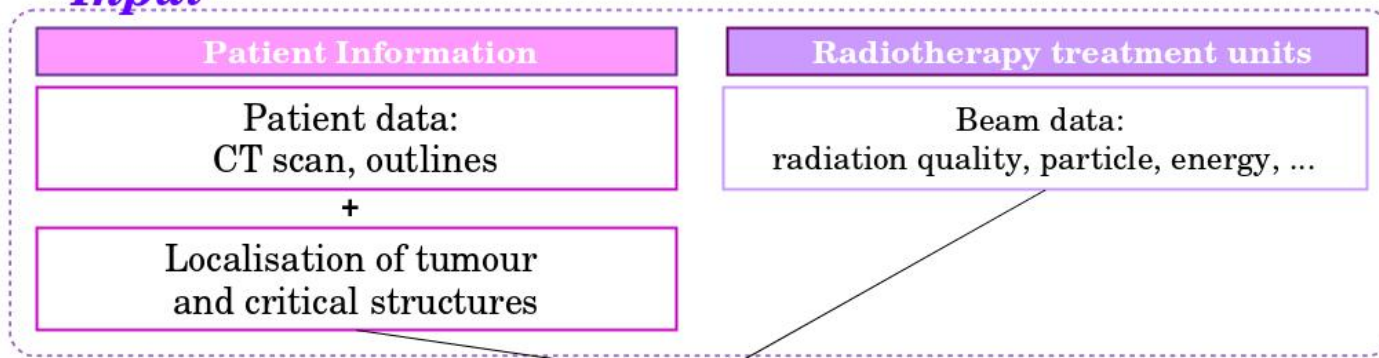 Input
Patient Information
Patient data:
CT scan, outlines
+
Localisation of tumour
and critical structures
Radiotherapy treatment units
Beam data:
radiation quality, particle, energy, ...